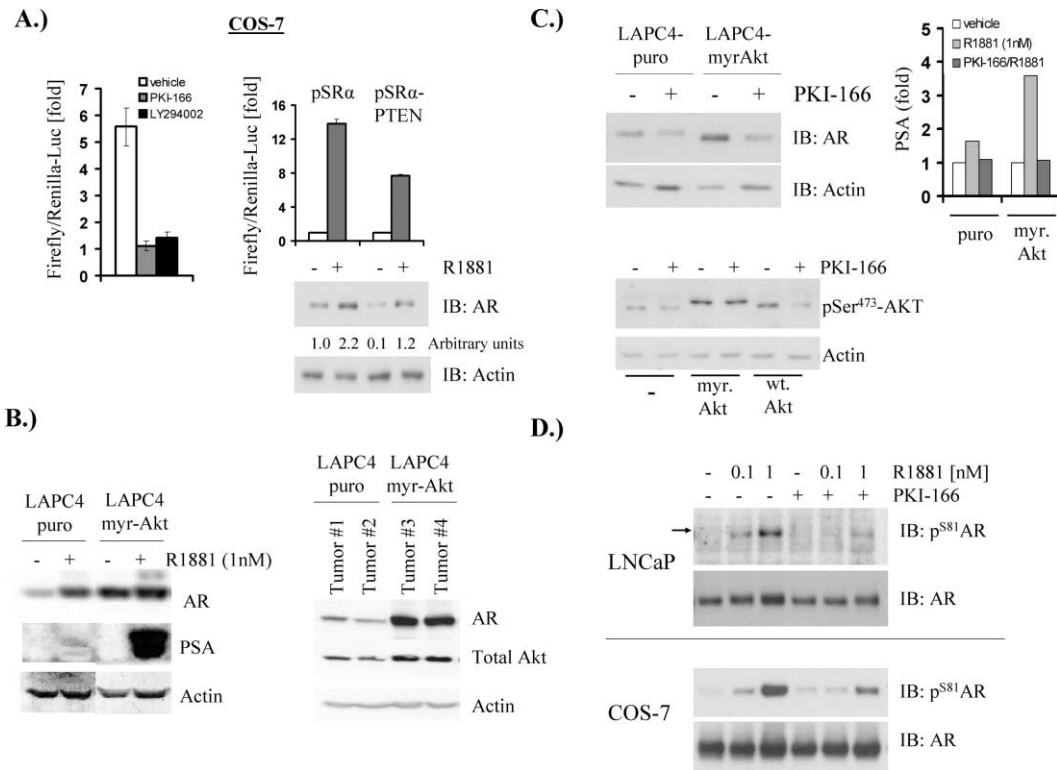 A.)
COS-7
Firefly/Renilla-Luc [fold]
7
6
5
4
3
2
1
0
vehicle
PKI-166
LY294002
Firefly/Renilla-Luc [fold]
16
12
8
4
0
pSRα
pSRα-PTEN
- + - + R1881
IB: AR
1.0 2.2 0.1 1.2 Arbitrary units
IB: Actin
B.)
LAPC4 puro
LAPC4 myr-Akt
- + - + R1881 (1nM)
AR
PSA
Actin
LAPC4 puro
LAPC4 myr-Akt
Tumor #1
Tumor #2
Tumor #3
Tumor #4
AR
Total Akt
Actin
C.)
LAPC4-puro
LAPC4-myrAkt
- + - + PKI-166
IB: AR
IB: Actin
vehicle
R1881 (1nM)
PKI-166/R1881
PSA (fold)
5
4
3
2
1
0
puro
myr. Akt
- + - + - + PKI-166
pSer473-AKT
Actin
-
myr. Akt
wt. Akt
D.)
- 0.1 1 - 0.1 1 R1881 [nM]
- - - + + + PKI-166
LNCaP
IB: pS81AR
IB: AR
COS-7
IB: pS81AR
IB: AR